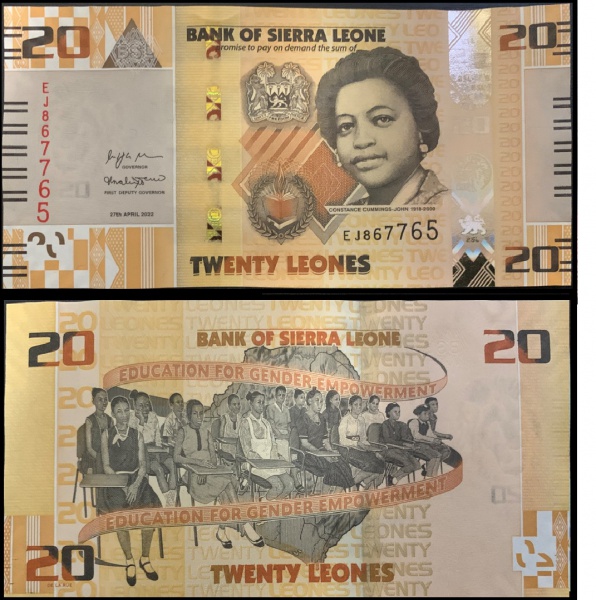 20
BANK OF SIERRA LEONE
20
promise to pay on demand the sum of
EJ867765
GOVERNOR
FIRST DEPUTY GOVERNOR
27th APRIL 2022
CONSTANCE CUMMINGS-JOHN 1918-2000
EJ867765
20
TWENTY LEONES
20
20
BANK OF SIERRA LEONE
20
EDUCATION FOR GENDER EMPOWERMENT
EDUCATION FOR GENDER EMPOWERMENT
20
TWENTY LEONES